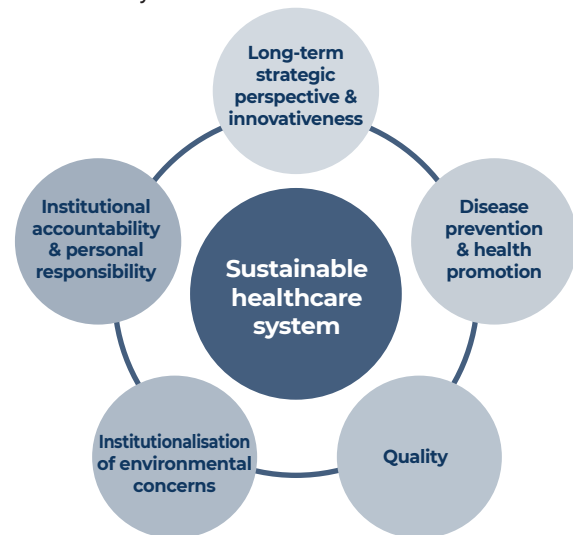 Long-term
strategic
perspective &
innovativeness
Disease
prevention
& health
promotion
Quality
Institutionalisation
of environmental
concerns
Institutional
accountability
& personal
responsibility
Sustainable
healthcare
system